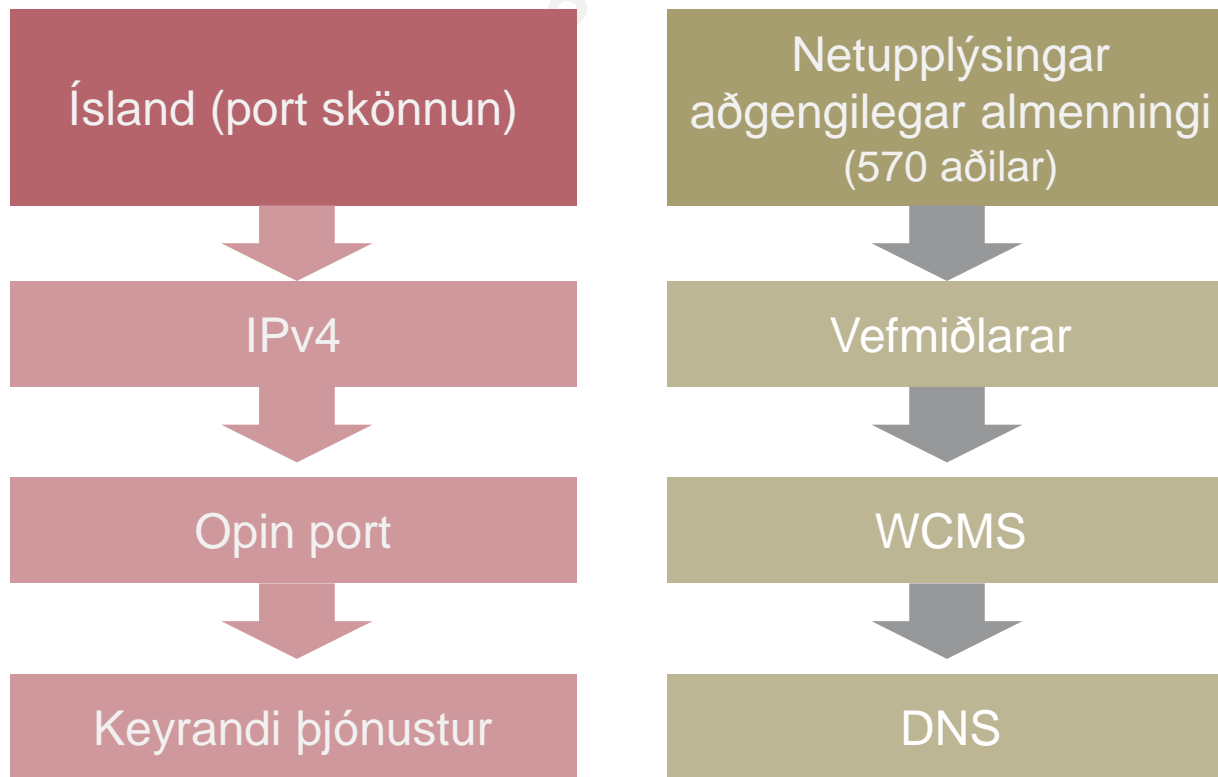 Ísland (port skönnun)
IPv4
Opin port
Keyrandi þjónustur
Netupplýsingar
aðgengilegar almenningi
(570 aðilar)
Vefmiðlarar
WCMS
DNS